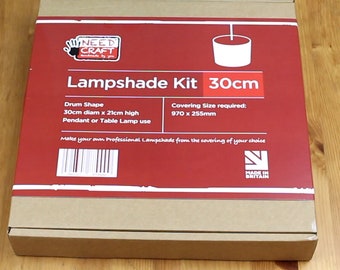 NEED
CRAFT
Lampshade Kit 30cm
Drum Shape
30cm diam x 21cm high
Pendant or Table Lamp use
Covering Size required:
970 x 255mm
Make your own Professional Lampshade from the covering of your choice
MADE IN
BRITAIN